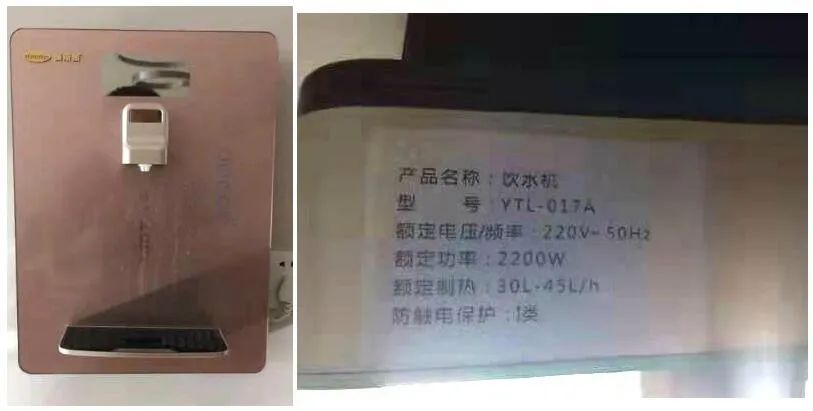 产品名称：饮水机
型　　号：YTL-017A
额定电压/频率：220V~50Hz
额定功率：2200W
额定制热：30L-45L/h
防触电保护：I类